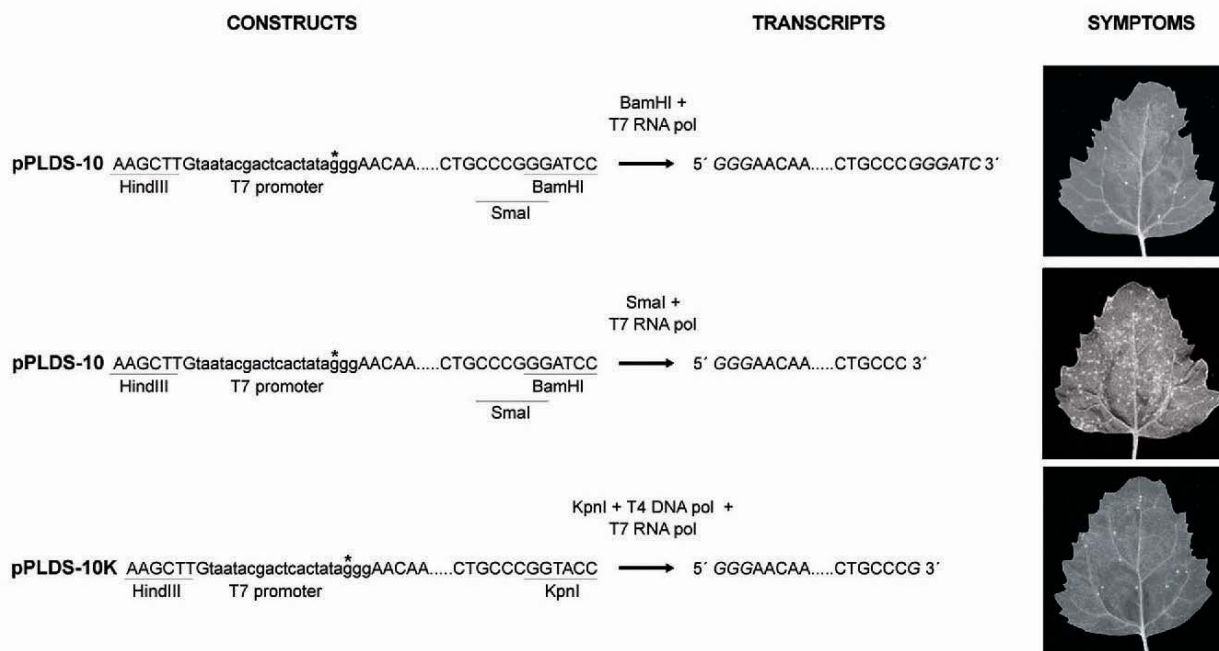 CONSTRUCTS TRANSCRIPTS SYMPTOMS
BamHI +
T7 RNA pol
*
pPLDS-10 AAGCTTGtaatacgactcactatagggAACAA.....CTGCCCGGGATCC 5´ GGGAACAA.....CTGCCCGGGATC 3´
HindIII T7 promoter BamHI
SmaI
SmaI +
T7 RNA pol
*
pPLDS-10 AAGCTTGtaatacgactcactatagggAACAA.....CTGCCCGGGATCC 5´ GGGAACAA.....CTGCCC 3´
HindIII T7 promoter BamHI
SmaI
KpnI + T4 DNA pol +
T7 RNA pol
*
pPLDS-10K AAGCTTGtaatacgactcactatagggAACAA.....CTGCCCGGTACC 5´ GGGAACAA.....CTGCCCG 3´
HindIII T7 promoter KpnI